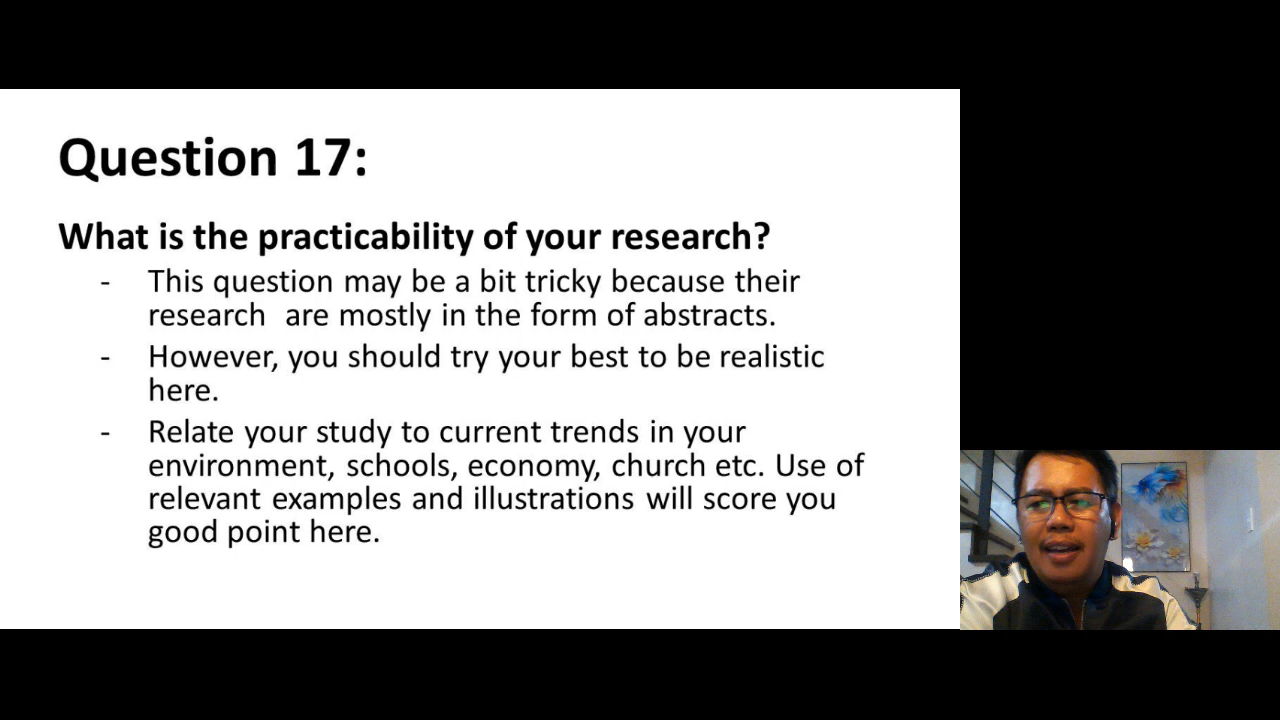 Question 17:
What is the practicability of your research?
- This question may be a bit tricky because their
research  are mostly in the form of abstracts.
- However, you should try your best to be realistic
here.
- Relate your study to current trends in your
environment, schools, economy, church etc. Use of
relevant examples and illustrations will score you
good point here.